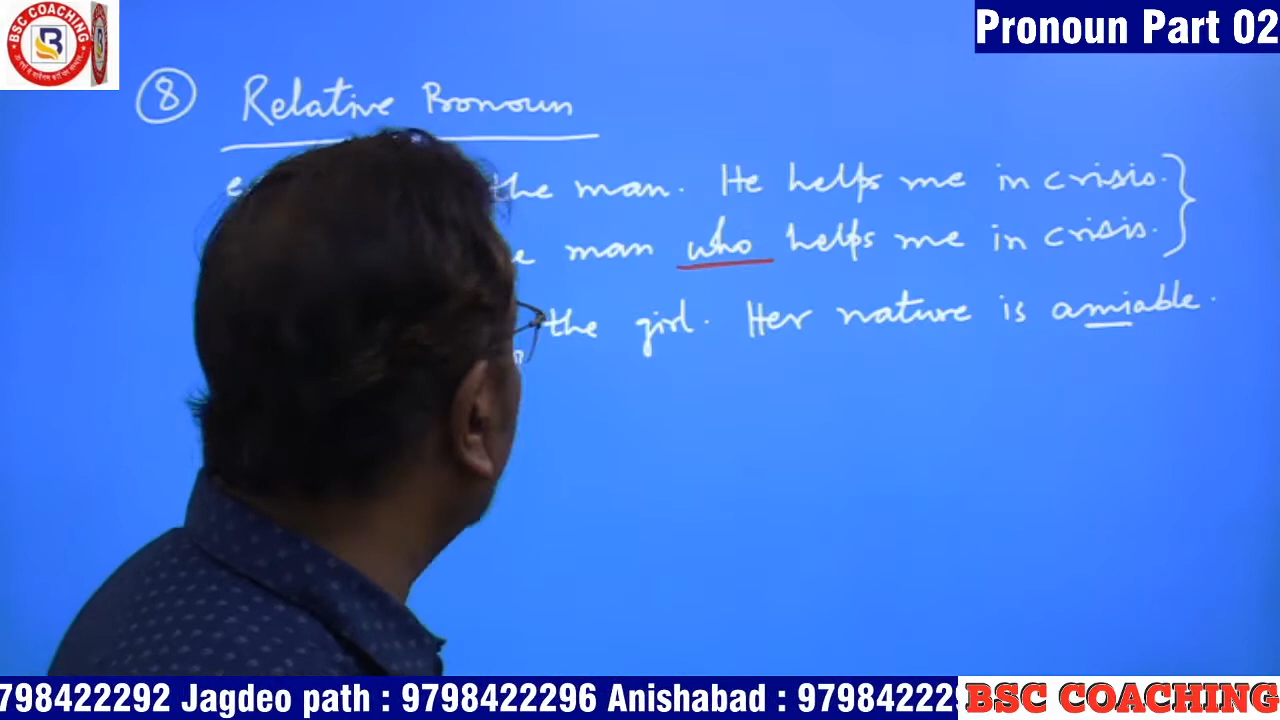 BSC COACHING
Pronoun Part 02
8 Relative Pronoun
the man. He helps me in crisis.
man who helps me in crisis.
the girl. Her nature is amiable.
798422292 Jagdeo path : 9798422296 Anishabad : 979842229
BSC COACHING